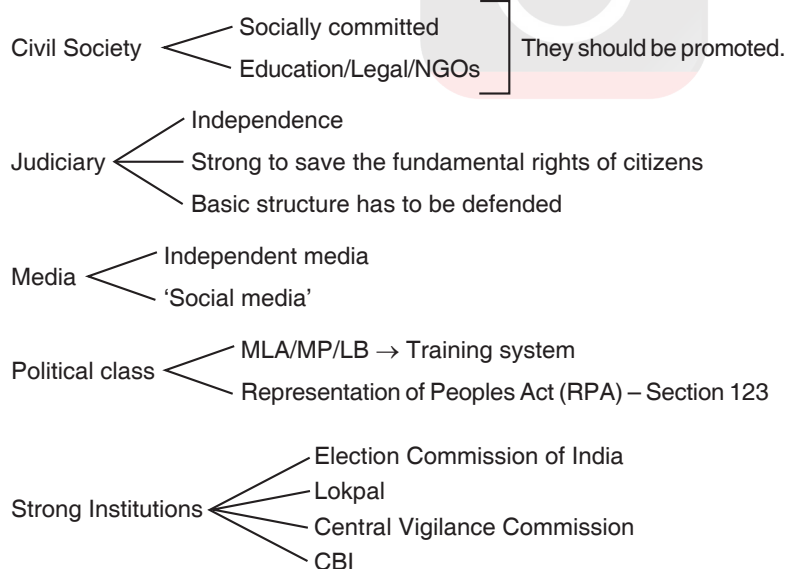 Civil Society
Socially committed
Education/Legal/NGOs
They should be promoted.
Judiciary
Independence
Strong to save the fundamental rights of citizens
Basic structure has to be defended
Media
Independent media
‘Social media’
Political class
MLA/MP/LB → Training system
Representation of Peoples Act (RPA) – Section 123
Strong Institutions
Election Commission of India
Lokpal
Central Vigilance Commission
CBI